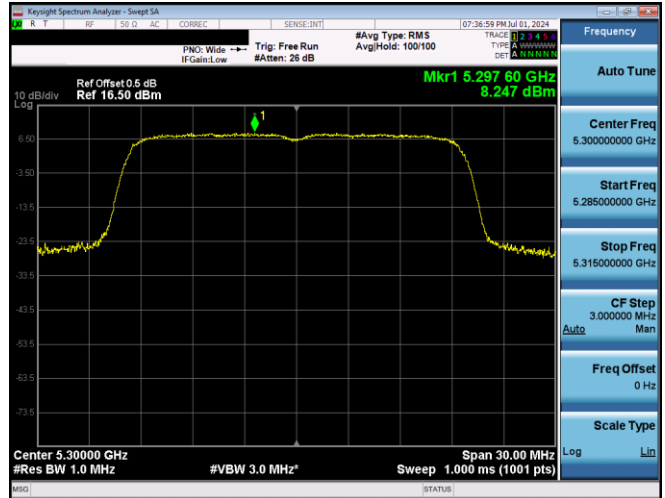 Keysight Spectrum Analyzer - Swept SA
R T RF 50 Ω AC CORREC SENSE:INT 07:36:59 PM Jul 01, 2024
PNO: Wide
IFGain:Low
Trig: Free Run
#Atten: 26 dB
#Avg Type: RMS
Avg|Hold: 100/100
TRACE 1 2 3 4 5 6
TYPE A WWWWW
DET A N N N N N
Mkr1 5.297 60 GHz
8.247 dBm
Ref Offset 0.5 dB
Ref 16.50 dBm
10 dB/div
Log
1
6.50
-3.50
-13.5
-23.5
-33.5
-43.5
-53.5
-63.5
-73.5
Center 5.30000 GHz
Span 30.00 MHz
#Res BW 1.0 MHz
#VBW 3.0 MHz*
Sweep 1.000 ms (1001 pts)
MSG
STATUS
Frequency
Auto Tune
Center Freq
5.300000000 GHz
Start Freq
5.285000000 GHz
Stop Freq
5.315000000 GHz
CF Step
3.000000 MHz
Auto Man
Freq Offset
0 Hz
Scale Type
Log Lin